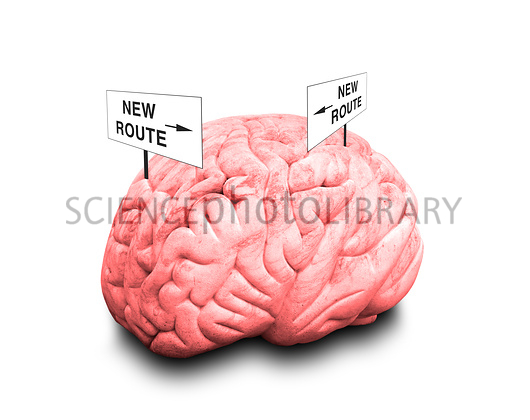 NEW
ROUTE →
NEW
← ROUTE
SCIENCEphotoLIBRARY